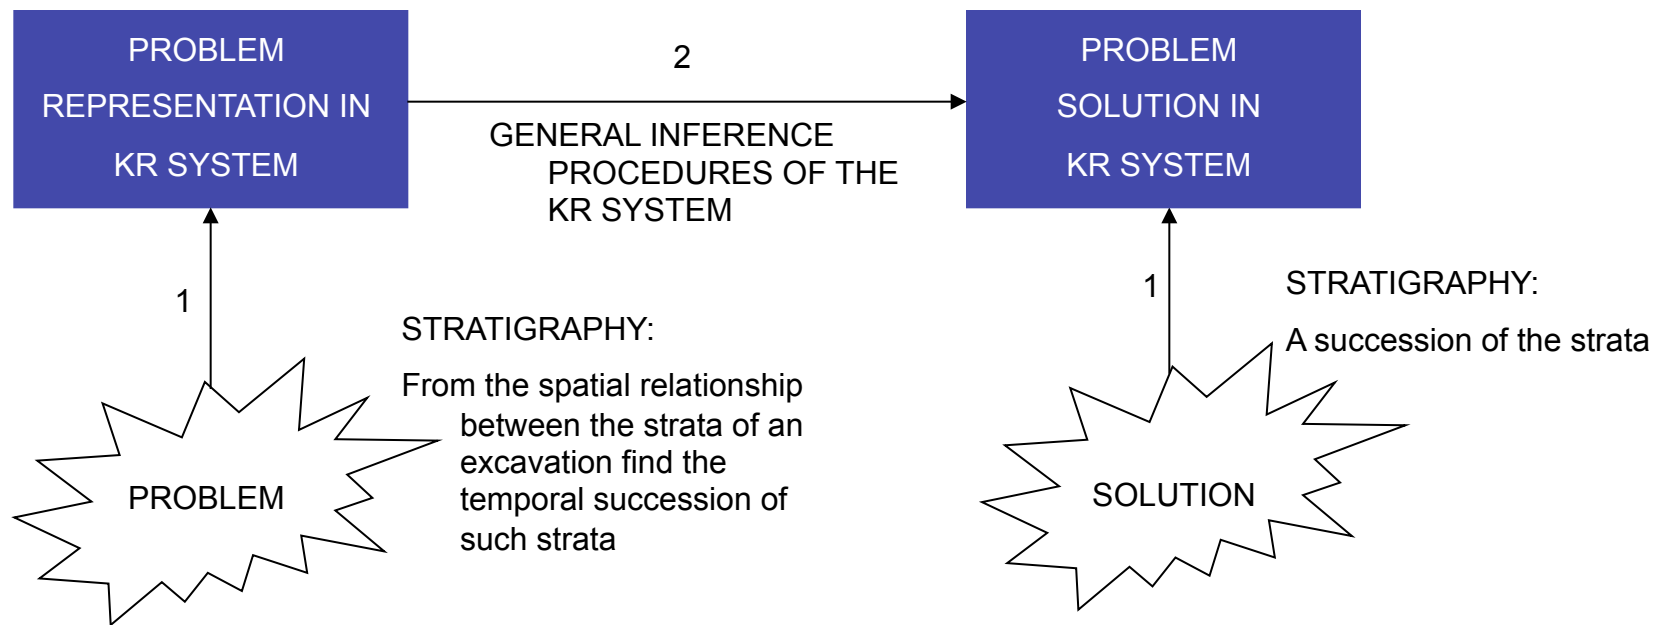 PROBLEM
REPRESENTATION IN
KR SYSTEM
2
GENERAL INFERENCE
PROCEDURES OF THE
KR SYSTEM
PROBLEM
SOLUTION IN
KR SYSTEM
1
STRATIGRAPHY:
From the spatial relationship
between the strata of an
excavation find the
temporal succession of
such strata
PROBLEM
1
STRATIGRAPHY:
A succession of the strata
SOLUTION